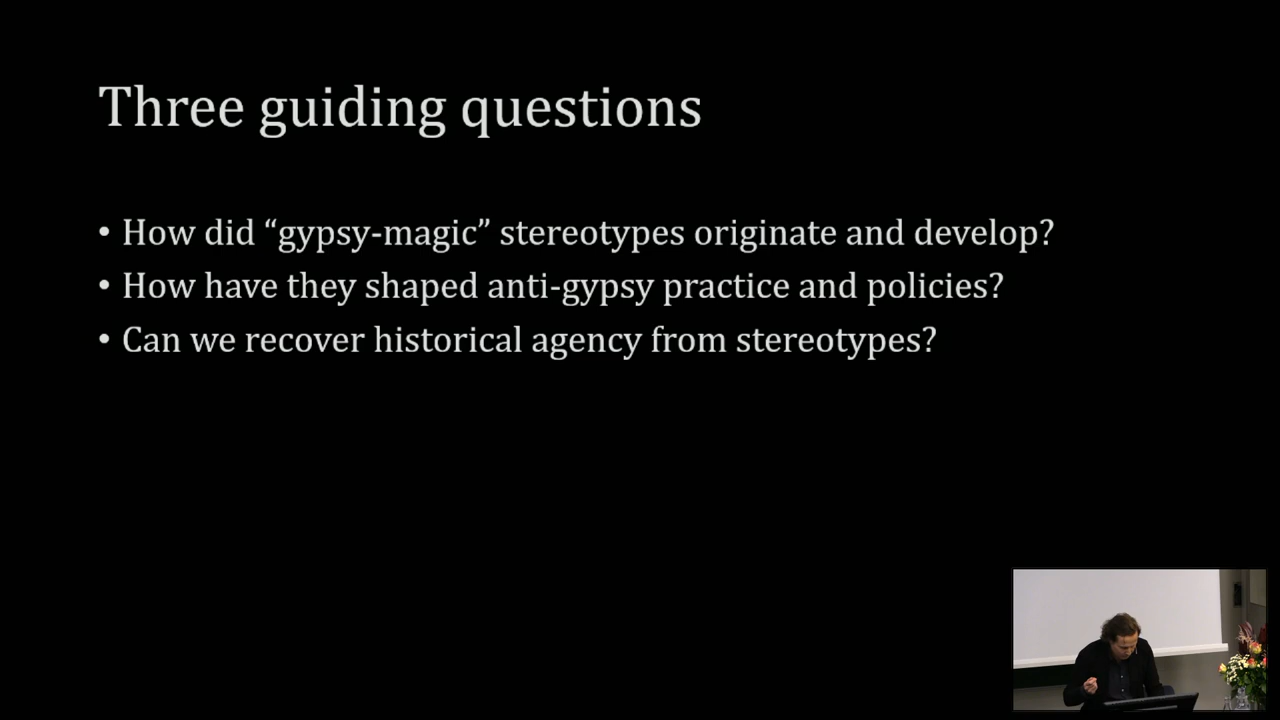 Three guiding questions
• How did “gypsy-magic” stereotypes originate and develop?
• How have they shaped anti-gypsy practice and policies?
• Can we recover historical agency from stereotypes?